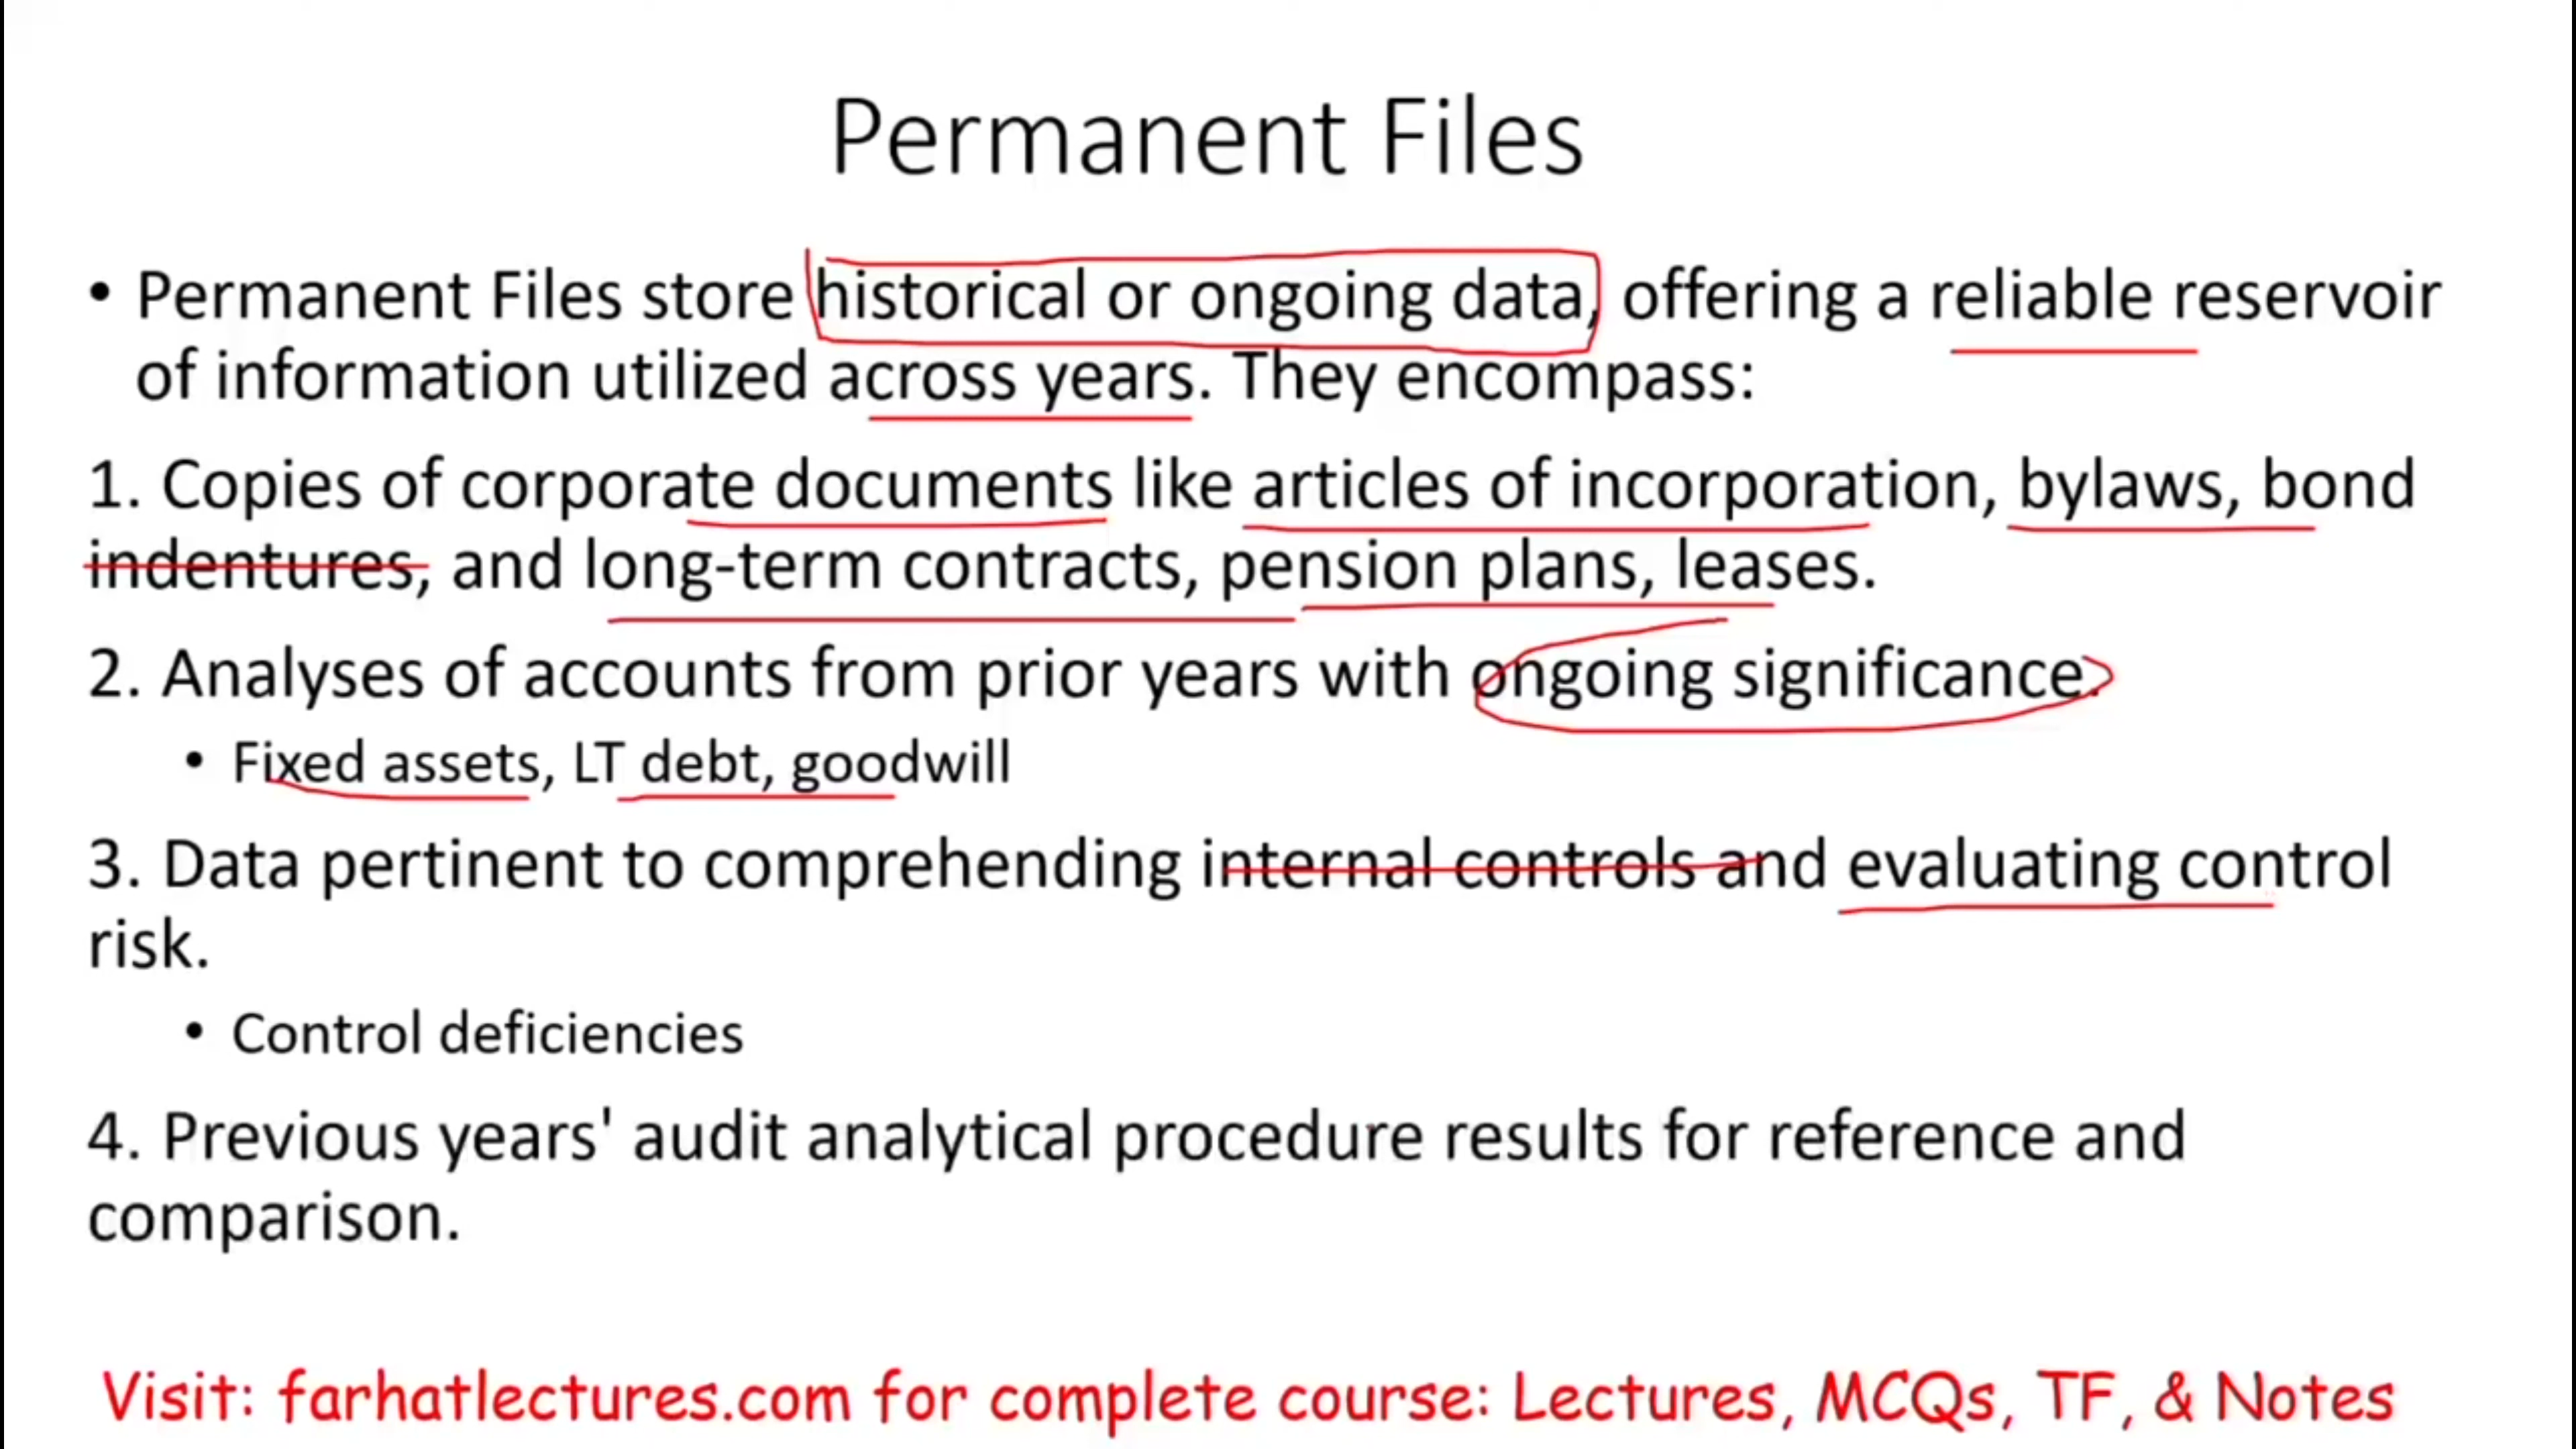 Permanent Files
• Permanent Files store historical or ongoing data, offering a reliable reservoir
of information utilized across years. They encompass:
1. Copies of corporate documents like articles of incorporation, bylaws, bond
indentures, and long-term contracts, pension plans, leases.
2. Analyses of accounts from prior years with ongoing significance.
• Fixed assets, LT debt, goodwill
3. Data pertinent to comprehending internal controls and evaluating control
risk.
• Control deficiencies
4. Previous years' audit analytical procedure results for reference and
comparison.
Visit: farhatlectures.com for complete course: Lectures, MCQs, TF, & Notes